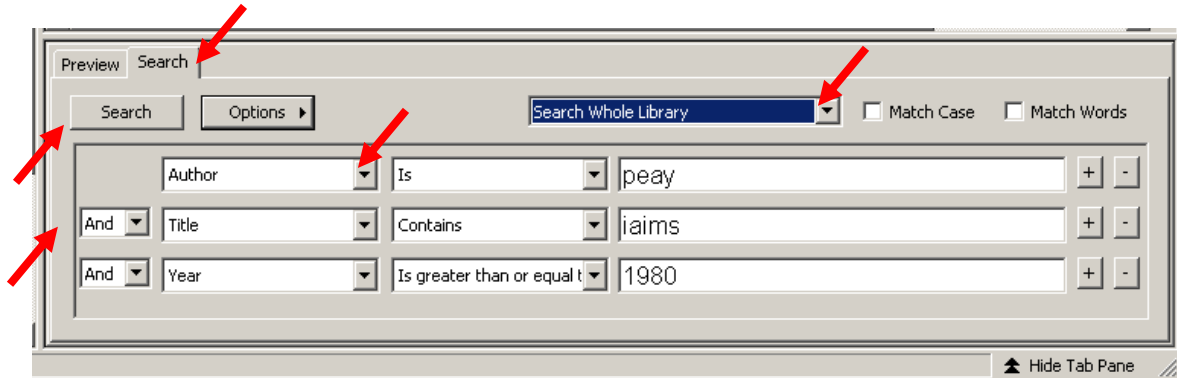 Preview Search
Search Options Search Whole Library Match Case Match Words
Author Is peay + -
And Title Contains iaims + -
And Year Is greater than or equal t 1980 + -
Hide Tab Pane